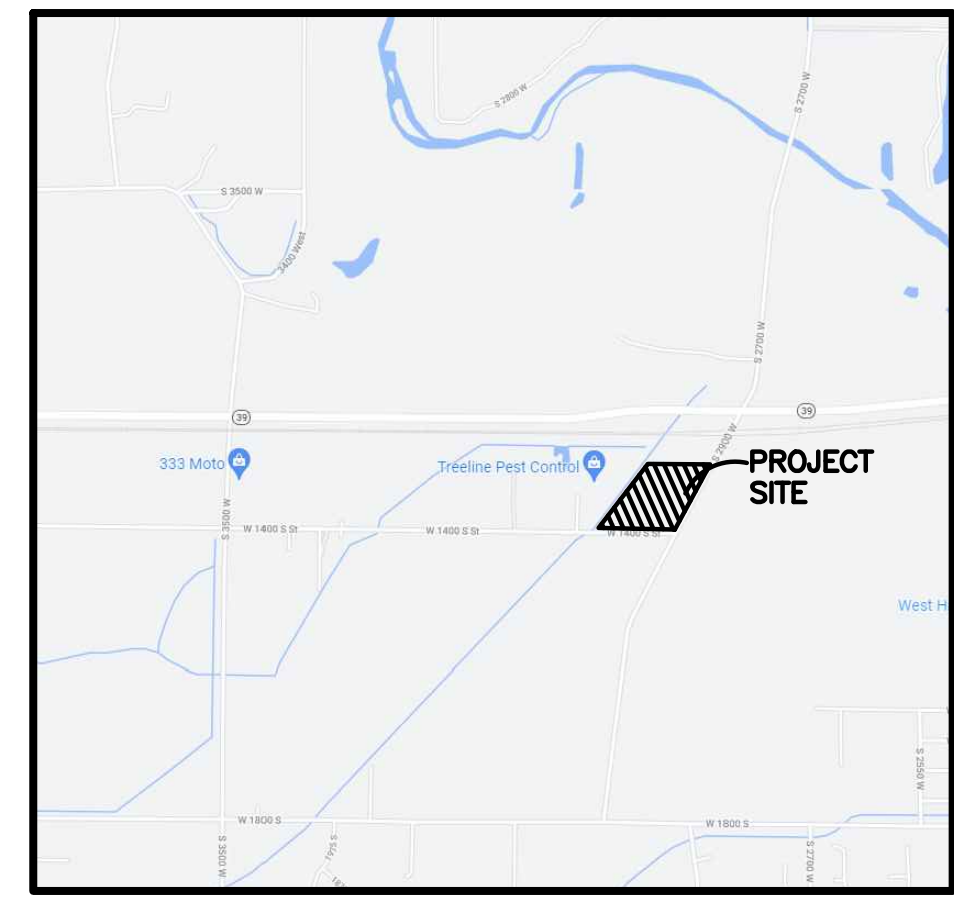 S 2800 W
S 2700 W
S 3500 W
3400 West
S 2700 W
39
39
S 2900 W
333 Moto
Treeline Pest Control
PROJECT
SITE
S 3500 W
W 1400 S St
W 1400 S St
W 1400 S St
West H
S 2550 W
W 1800 S
W 1800 S
S 3500 W
1975 S
S 2700 W